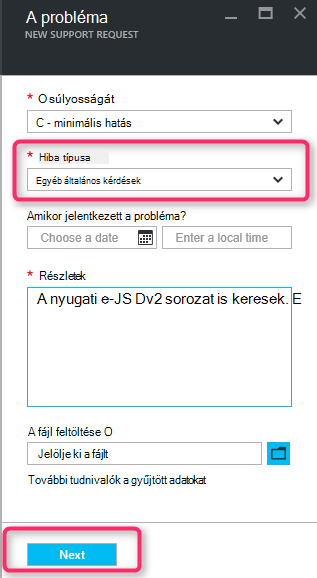 A probléma
NEW SUPPORT REQUEST
* O súlyosságát
C - minimális hatás
* Hiba típusa
Egyéb általános kérdések
Amikor jelentkezett a probléma?
Choose a date Enter a local time
* Részletek
A nyugati e-JS Dv2 sorozat is keresek. E
A fájl feltöltése O
Jelölje ki a fájlt
További tudnivalók a gyűjtött adatokat
Next